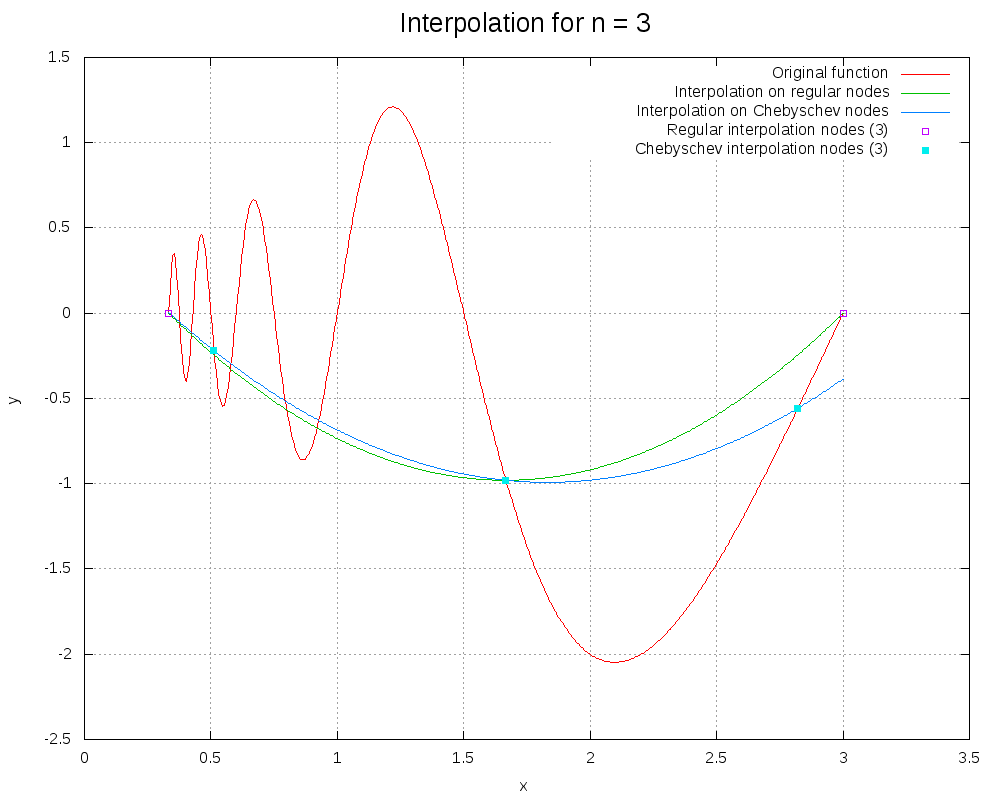 Interpolation for n = 3
Original function
Interpolation on regular nodes
Interpolation on Chebyschev nodes
Regular interpolation nodes (3)
Chebyschev interpolation nodes (3)
1.5
1
0.5
0
-0.5
-1
-1.5
-2
-2.5
y
0 0.5 1 1.5 2 2.5 3 3.5
x